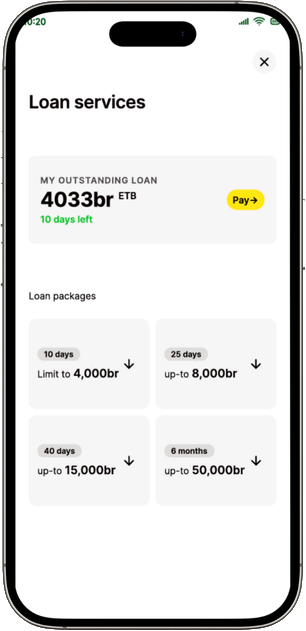 0:20
Loan services
MY OUTSTANDING LOAN
4033br ETB
10 days left
Pay→
Loan packages
10 days
Limit to 4,000br ↓
25 days
up-to 8,000br ↓
40 days
up-to 15,000br ↓
6 months
up-to 50,000br ↓